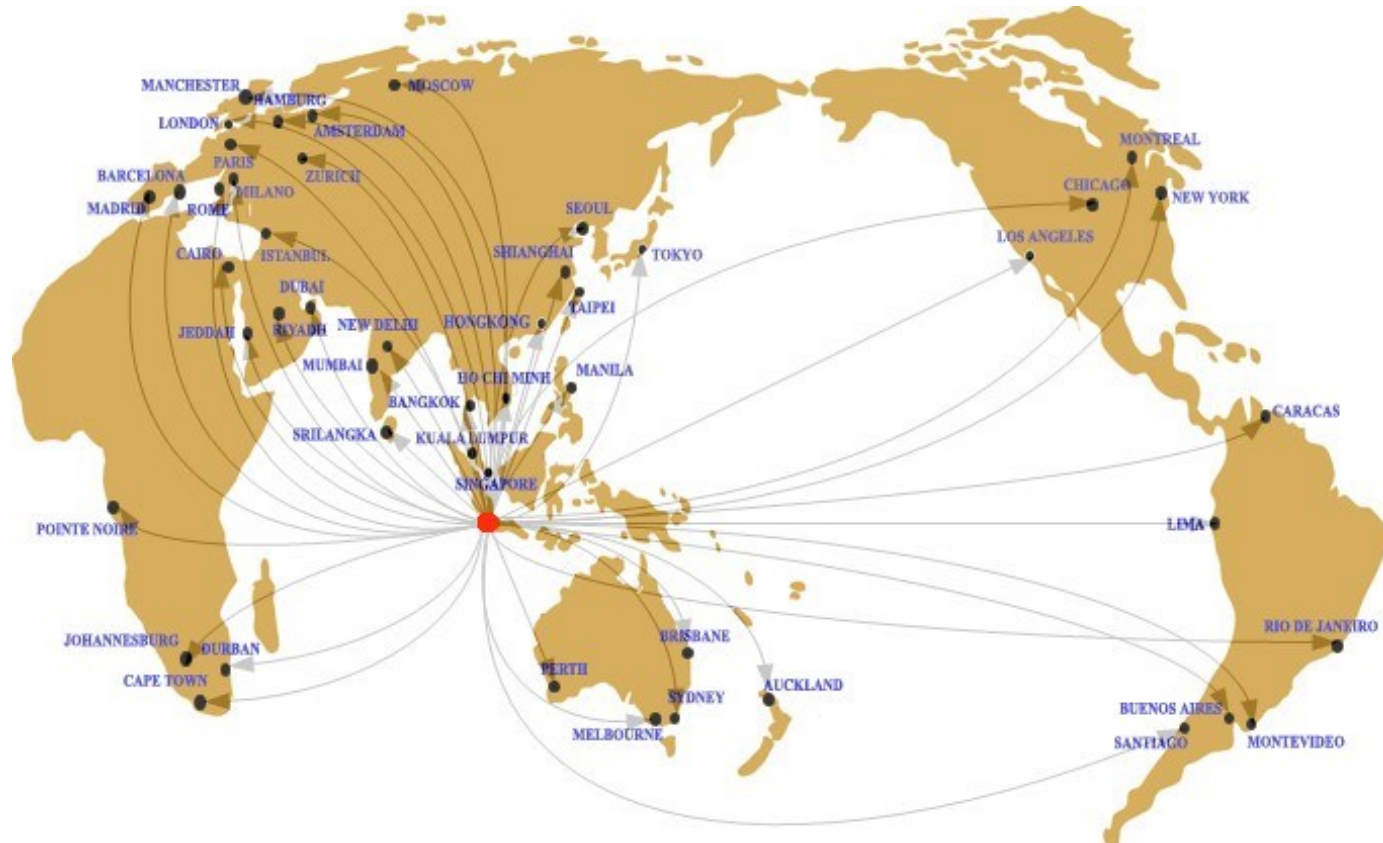 MANCHESTER
HAMBURG
MOSCOW
LONDON
AMSTERDAM
PARIS
ZURICH
BARCELONA
MILANO
MADRID
ROME
CAIRO
ISTANBUL
DUBAI
JEDDAH
RIYADH
NEW DELHI
MUMBAI
BANGKOK
SRILANGKA
KUALA LUMPUR
SINGAPORE
HO CHI MINH
MANILA
HONGKONG
TAIPEI
SHIANGHAI
SEOUL
TOKYO
MONTREAL
CHICAGO
NEW YORK
LOS ANGELES
CARACAS
LIMA
RIO DE JANEIRO
BUENOS AIRES
SANTIAGO
MONTEVIDEO
POINTE NOIRE
JOHANNESBURG
DURBAN
CAPE TOWN
PERTH
BRISBANE
SYDNEY
MELBOURNE
AUCKLAND